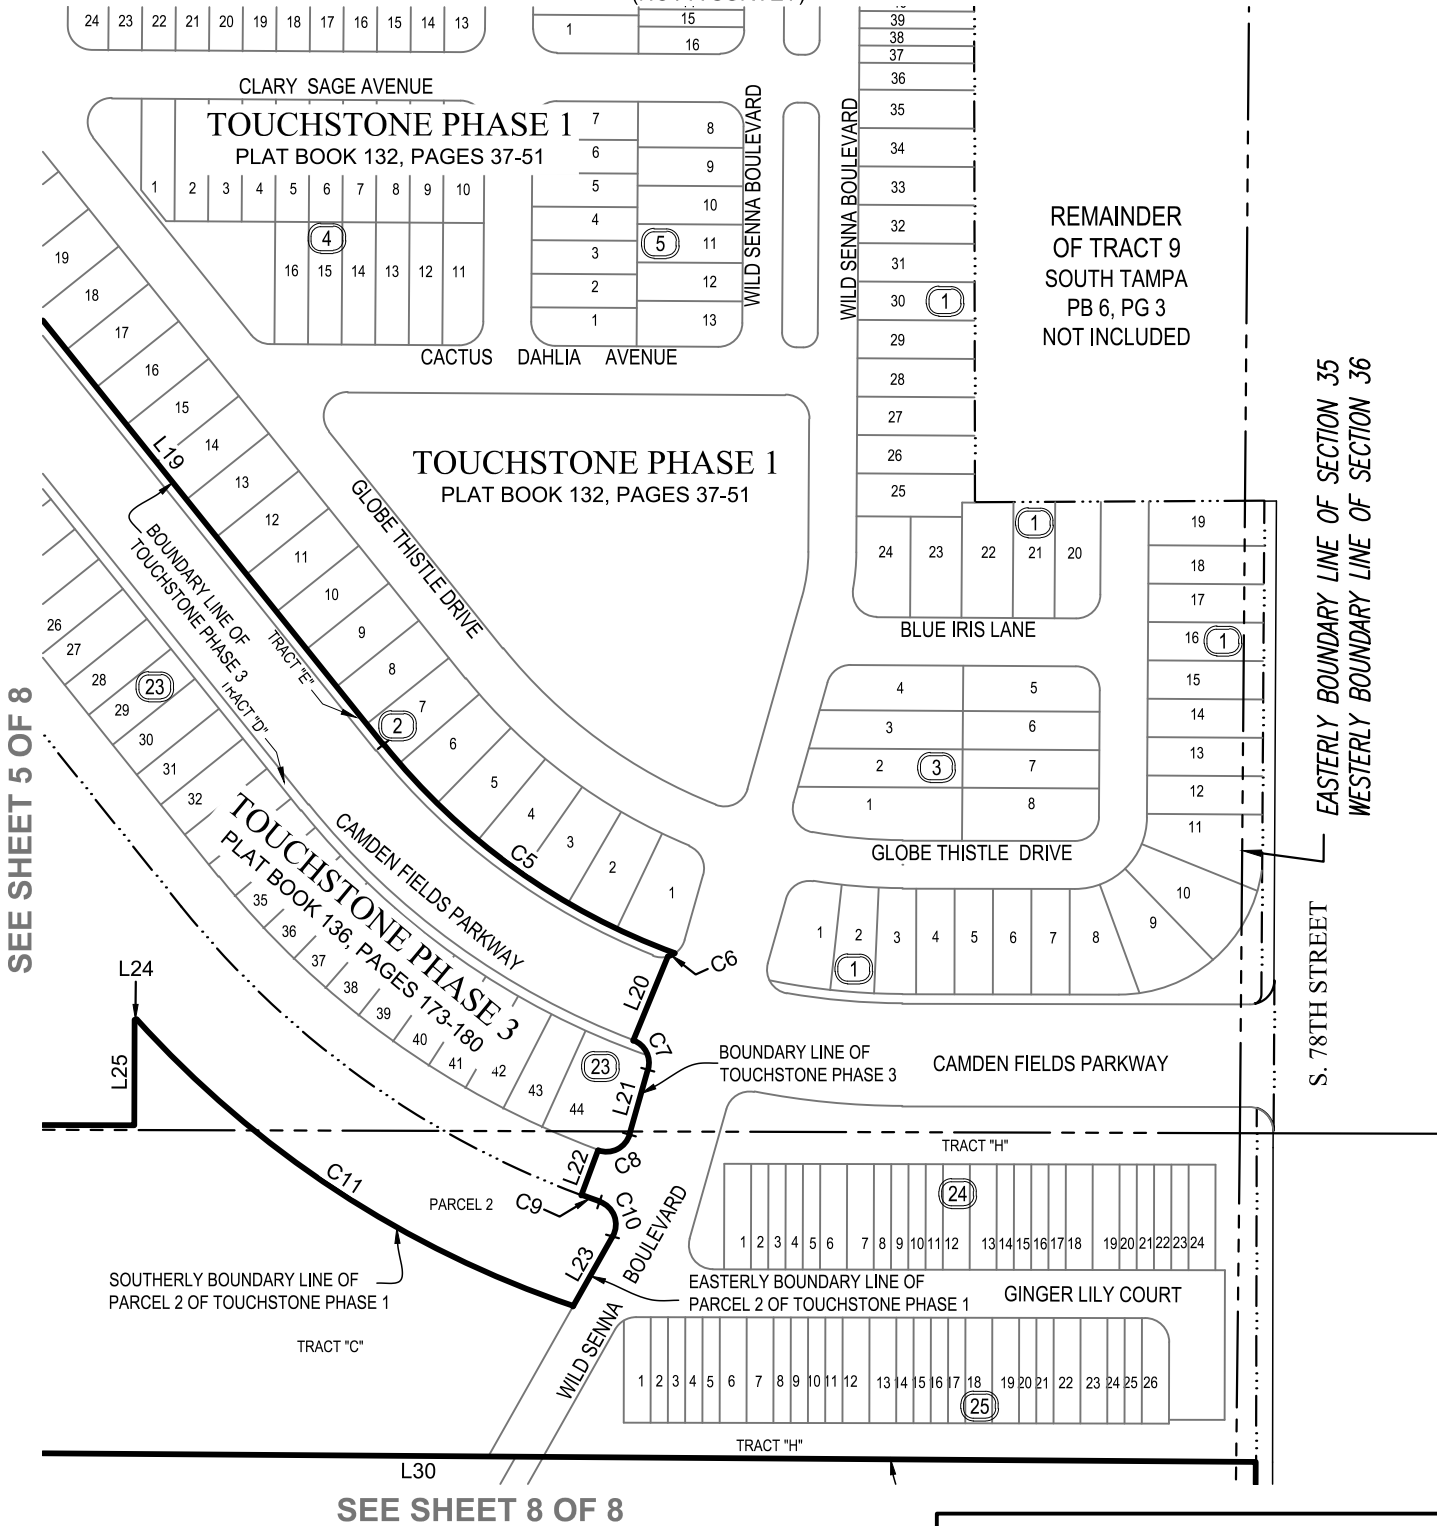 24 23 22 21 20 19 18 17 16 15 14 13
1
15
16
39
38
37
36
35
34
33
32
31
30
29
28
27
26
25
CLARY SAGE AVENUE
TOUCHSTONE PHASE 1
PLAT BOOK 132, PAGES 37-51
1 2 3 4 5 6 7 8 9 10
4
16 15 14 13 12 11
7
6
5
4
3
2
1
5
8
9
10
11
12
13
WILD SENNA BOULEVARD
WILD SENNA BOULEVARD
1
CACTUS DAHLIA AVENUE
REMAINDER
OF TRACT 9
SOUTH TAMPA
PB 6, PG 3
NOT INCLUDED
EASTERLY BOUNDARY LINE OF SECTION 35
WESTERLY BOUNDARY LINE OF SECTION 36
19
18
17
16
15
14
13
12
11
10
9
8
7
6
5
4
3
2
1
2
L19
BOUNDARY LINE OF
TOUCHSTONE PHASE 3
TRACT "E"
TRACT "D"
GLOBE THISTLE DRIVE
TOUCHSTONE PHASE 1
PLAT BOOK 132, PAGES 37-51
24 23 22 21 20
1
BLUE IRIS LANE
19
18
17
16
15
14
13
12
11
10
9
1
4 5
3 6
2 7
1 8
3
GLOBE THISTLE DRIVE
1 2 3 4 5 6 7 8
1
S. 78TH STREET
26
27
28
29
30
31
32
35
36
37
38
39
40
41
42
43
44
23
23
TOUCHSTONE PHASE 3
PLAT BOOK 136, PAGES 173-180
CAMDEN FIELDS PARKWAY
C5
C6
L20
C7
L21
C8
L22
C9
C10
L23
BOUNDARY LINE OF
TOUCHSTONE PHASE 3
CAMDEN FIELDS PARKWAY
SEE SHEET 5 OF 8
L24
L25
C11
PARCEL 2
SOUTHERLY BOUNDARY LINE OF
PARCEL 2 OF TOUCHSTONE PHASE 1
TRACT "C"
WILD SENNA BOULEVARD
TRACT "H"
24
1 2 3 4 5 6 7 8 9 10 11 12 13 14 15 16 17 18 19 20 21 22 23 24
EASTERLY BOUNDARY LINE OF
PARCEL 2 OF TOUCHSTONE PHASE 1
GINGER LILY COURT
1 2 3 4 5 6 7 8 9 10 11 12 13 14 15 16 17 18 19 20 21 22 23 24 25 26
25
TRACT "H"
L30
SEE SHEET 8 OF 8